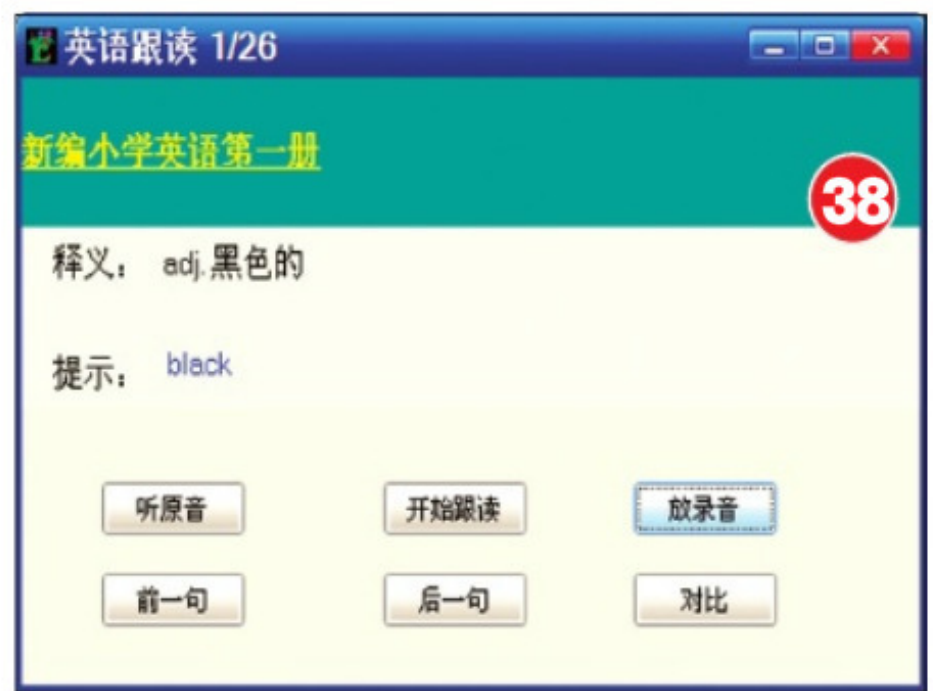 英语跟读 1/26
新编小学英语第一册
38
释义： adj.黑色的
提示： black
听原音 开始跟读 放录音
前一句 后一句 对比